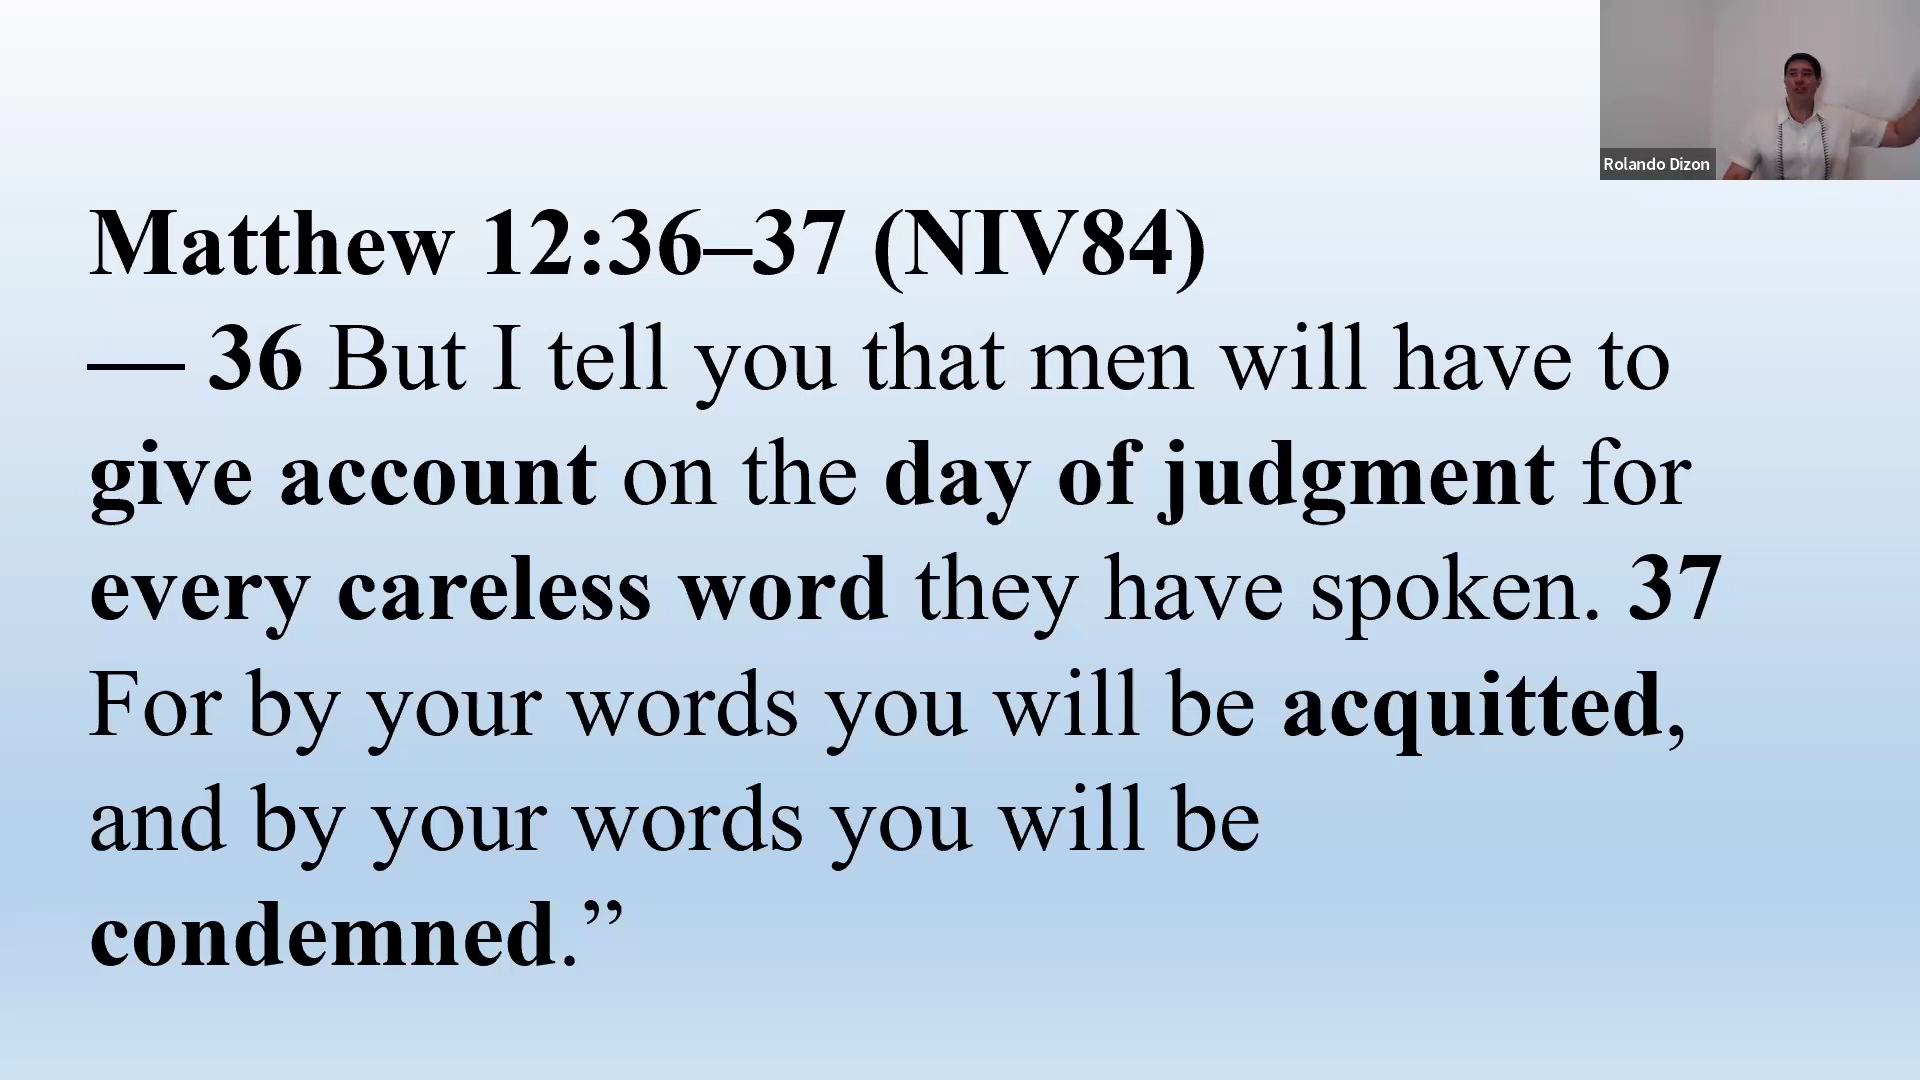 Rolando Dizon
Matthew 12:36–37 (NIV84)
— 36 But I tell you that men will have to
give account on the day of judgment for
every careless word they have spoken. 37
For by your words you will be acquitted,
and by your words you will be
condemned.”